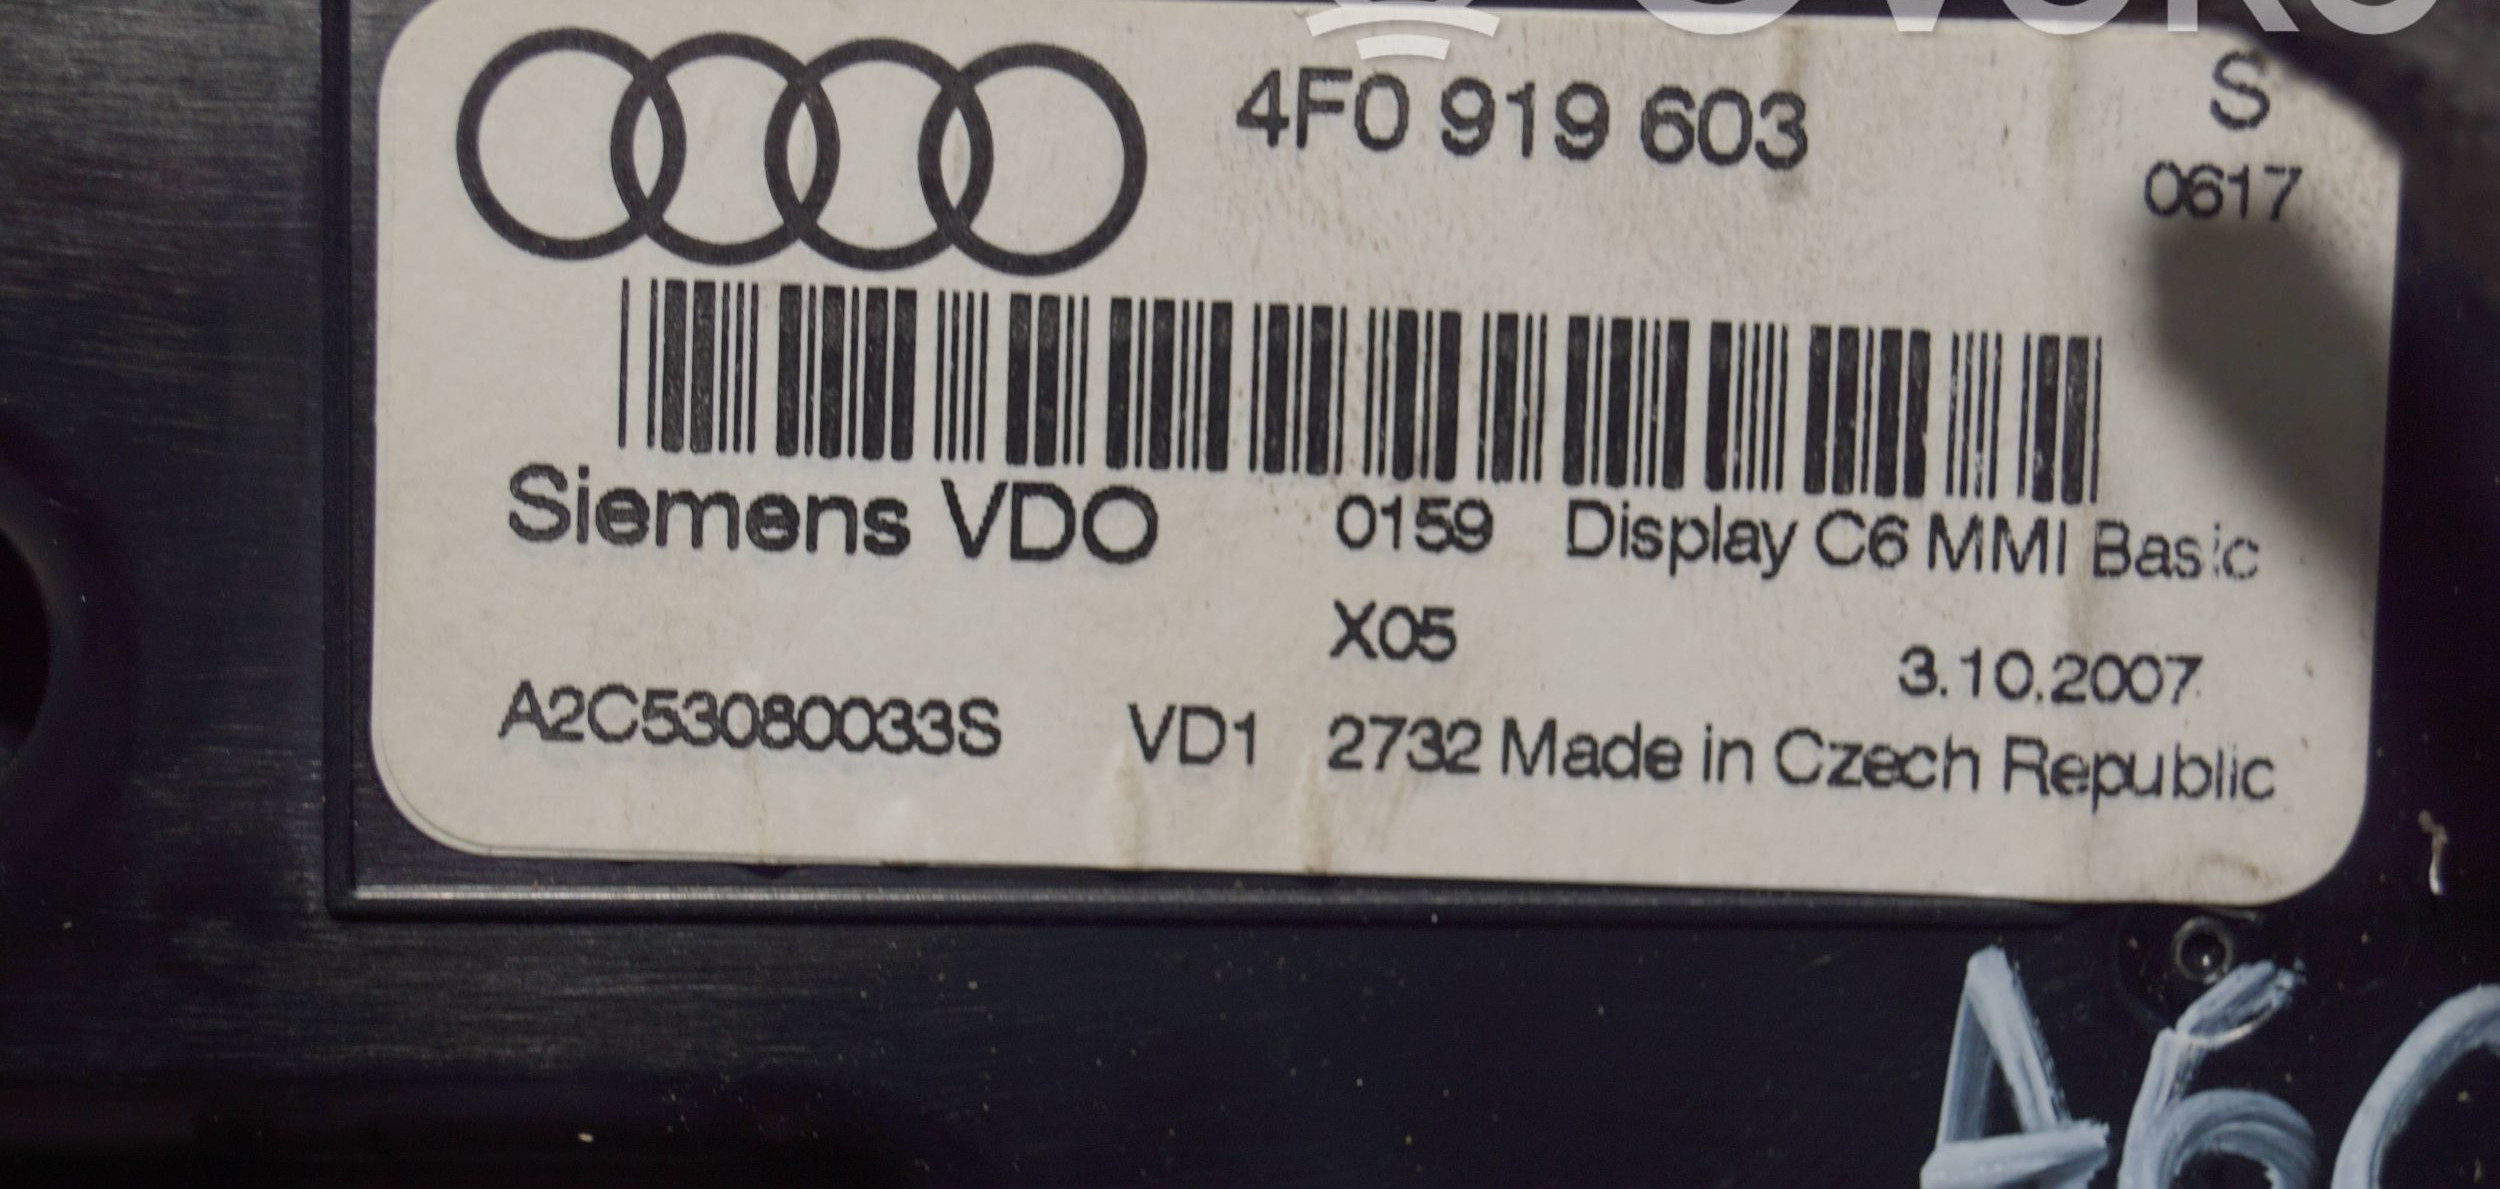 4F0 919 603
S
0617
Siemens VDO 0159 Display C6 MMI Basic
X05
3.10.2007
A2C53080033S VD1 2732 Made in Czech Republic
A6